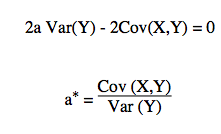 2a Var(Y) - 2Cov(X,Y) = 0
a* = Cov (X,Y)
Var (Y)